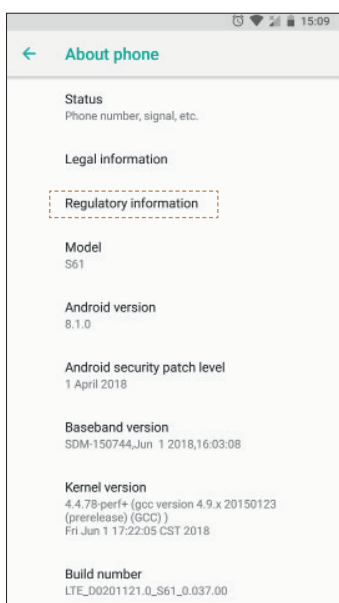 15:09
About phone
Status
Phone number, signal, etc.
Legal information
Regulatory information
Model
S61
Android version
8.1.0
Android security patch level
1 April 2018
Baseband version
SDM-150744,Jun 1 2018,16:03:08
Kernel version
4.4.78-perf+ (gcc version 4.9.x 20150123
(prerelease) (GCC) )
Fri Jun 1 17:22:05 CST 2018
Build number
LTE_D0201121.0_S61_0.037.00